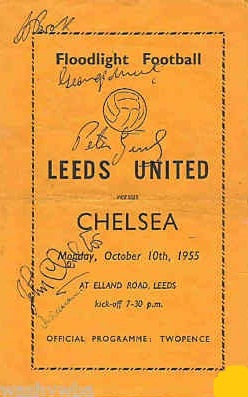 Floodlight Football
LEEDS UNITED
versus
CHELSEA
Monday, October 10th, 1955
AT ELLAND ROAD, LEEDS
kick-off 7-30 p.m.
OFFICIAL PROGRAMME : TWOPENCE